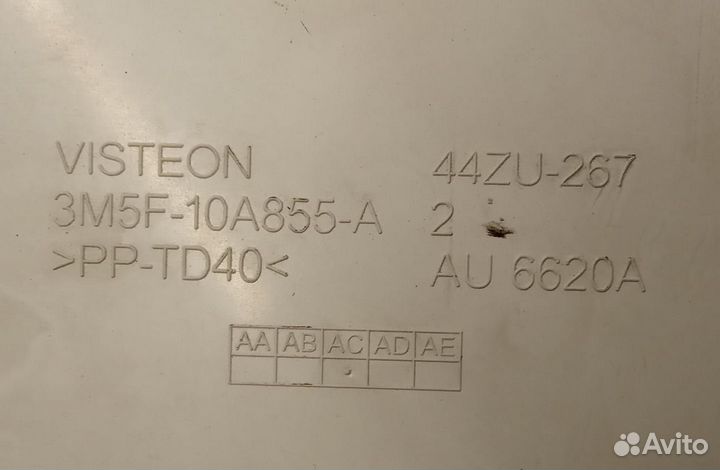 VISTEON
3M5F-10A855-A
>PP-TD40<
44ZU-267
2
AU 6620A
AA AB AC AD AE
Avito